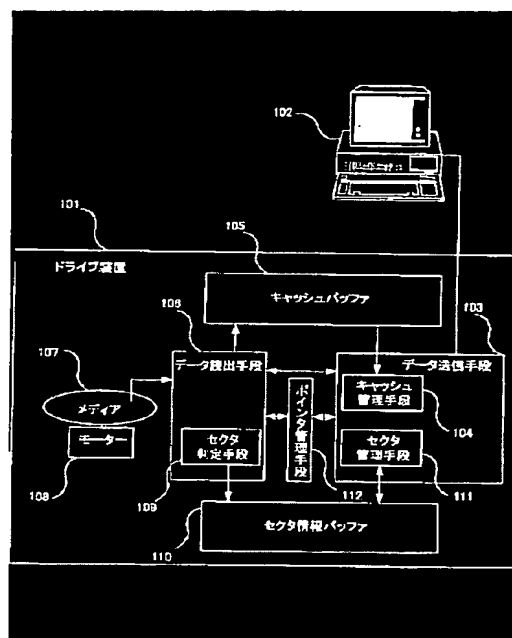 102
101
ドライブ装置
105
キャッシュバッファ
106
103
データ読出手段
データ送信手段
107
メディア
モーター
108
ポインタ管理手段
キャッシュ
管理手段
104
セクタ
判定手段
セクタ
管理手段
109
112
111
110
セクタ情報バッファ